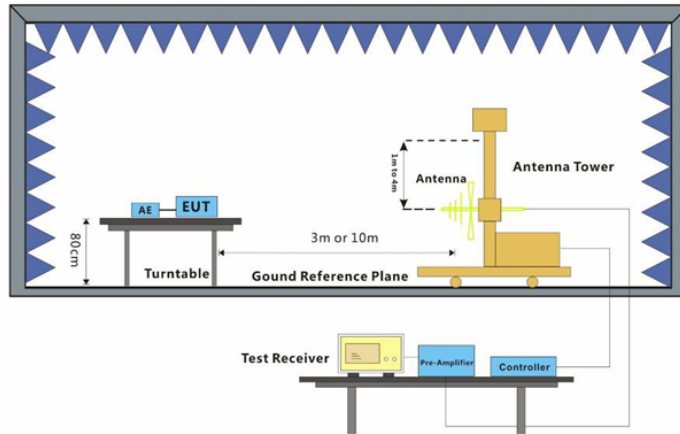 1m to 4m
Antenna
Antenna Tower
AE
EUT
80cm
3m or 10m
Turntable
Gound Reference Plane
Test Receiver
Pre-Amplifier
Controller